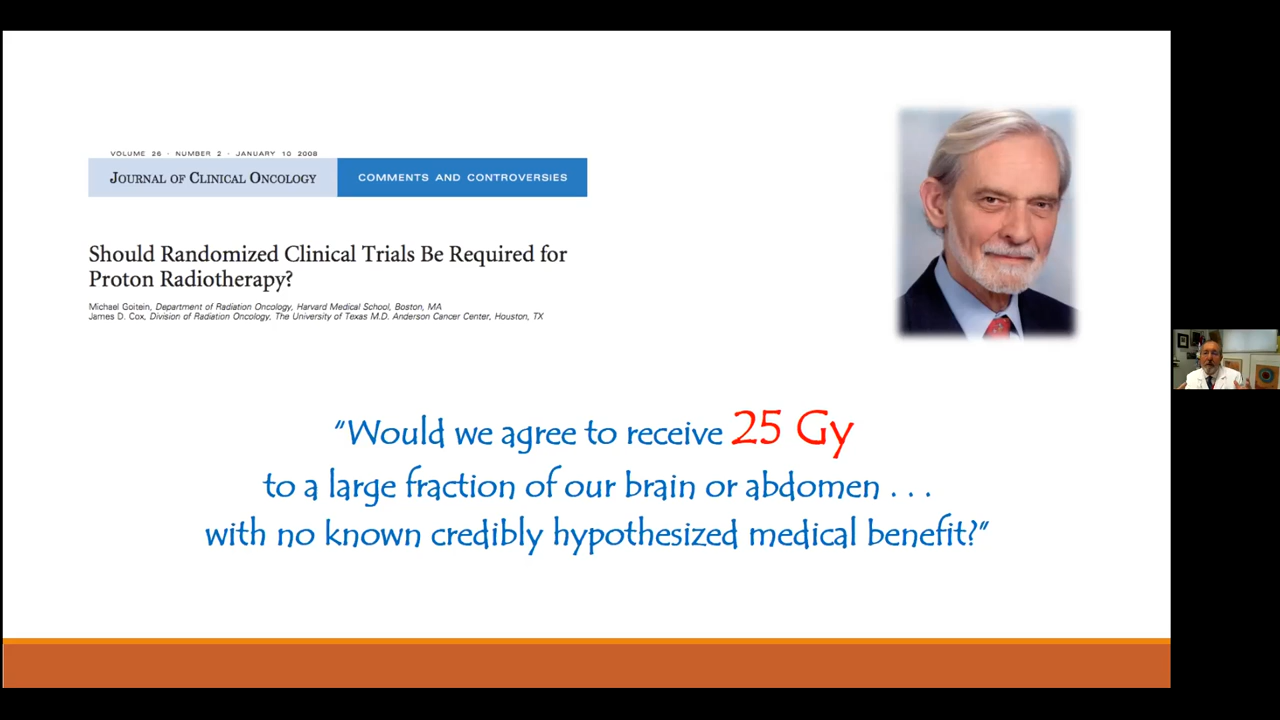 VOLUME 26 · NUMBER 2 · JANUARY 10 2008
JOURNAL OF CLINICAL ONCOLOGY
COMMENTS AND CONTROVERSIES
Should Randomized Clinical Trials Be Required for
Proton Radiotherapy?
Michael Goitein, Department of Radiation Oncology, Harvard Medical School, Boston, MA
James D. Cox, Division of Radiation Oncology, The University of Texas M.D. Anderson Cancer Center, Houston, TX
“Would we agree to receive 25 Gy
to a large fraction of our brain or abdomen . . .
with no known credibly hypothesized medical benefit?”